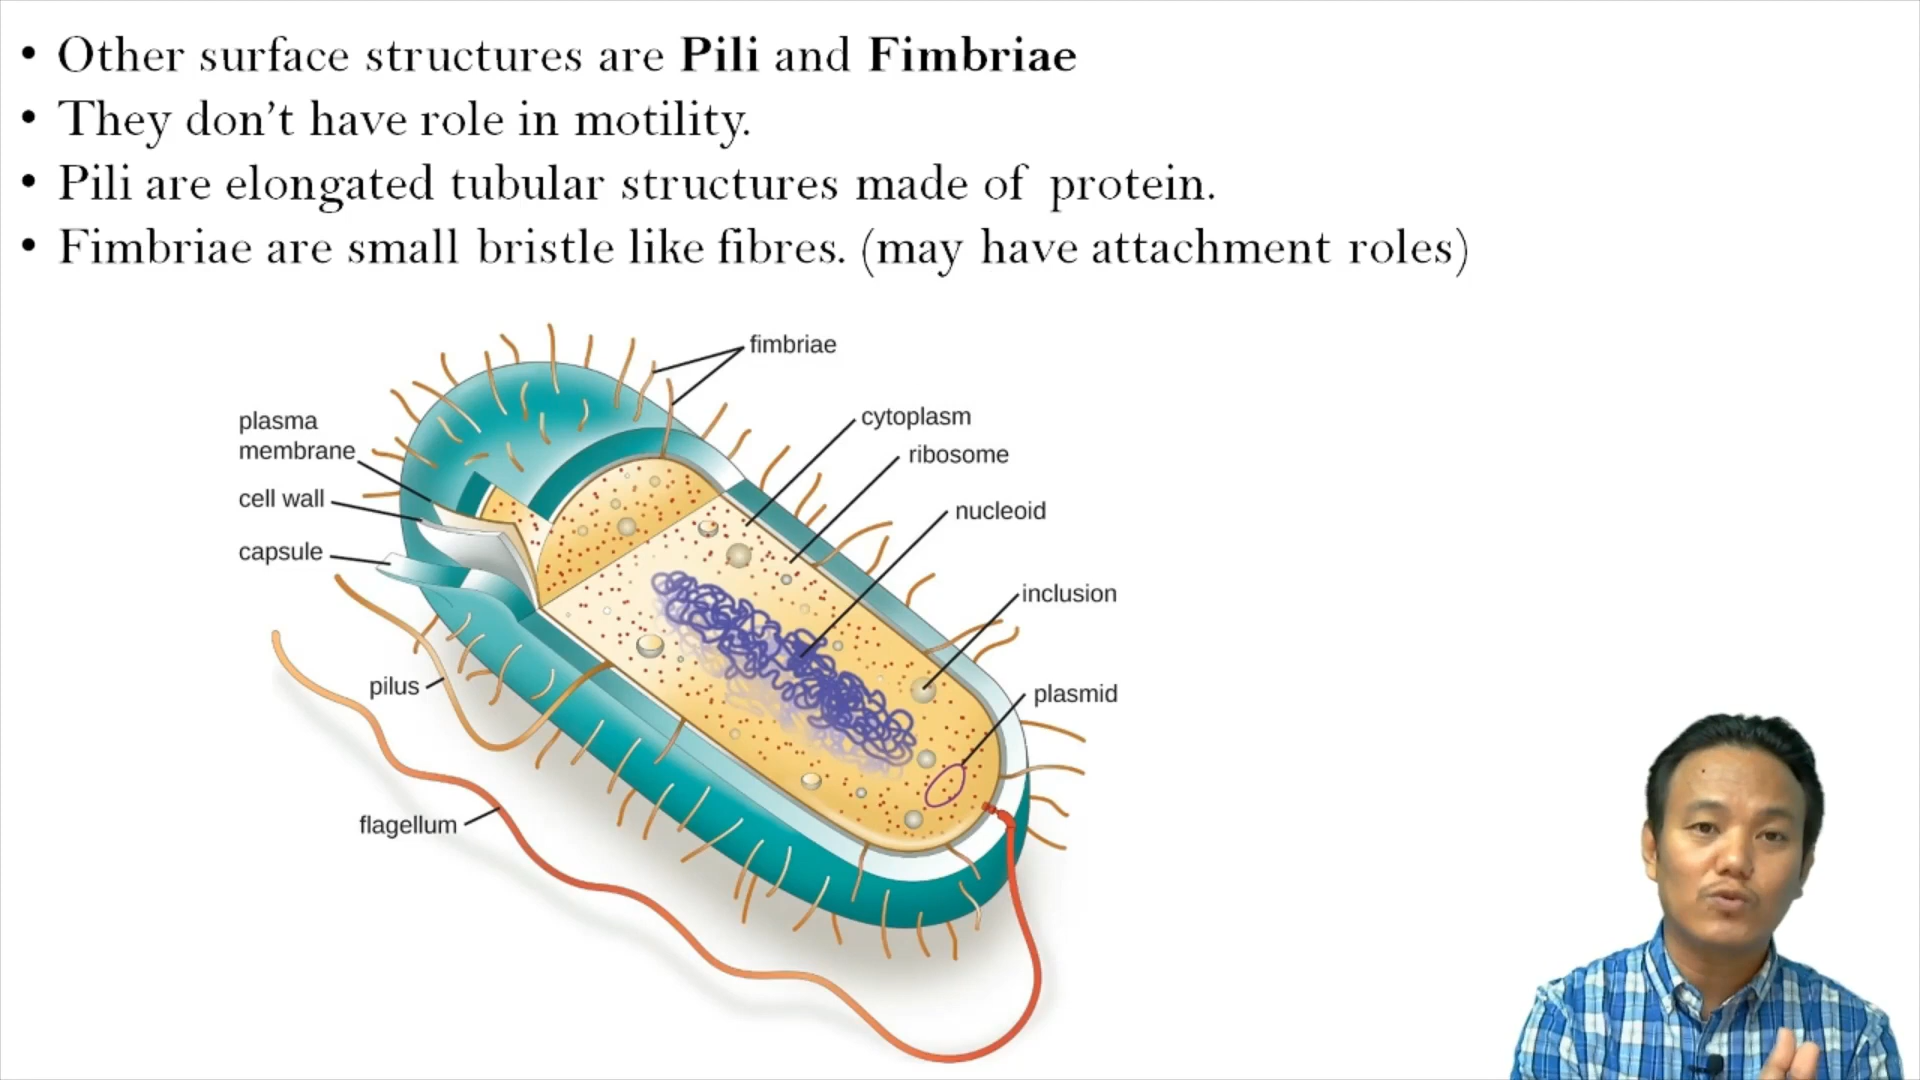 • Other surface structures are Pili and Fimbriae
• They don’t have role in motility.
• Pili are elongated tubular structures made of protein.
• Fimbriae are small bristle like fibres. (may have attachment roles)
fimbriae
plasma
membrane
cytoplasm
ribosome
cell wall
nucleoid
capsule
inclusion
pilus
plasmid
flagellum